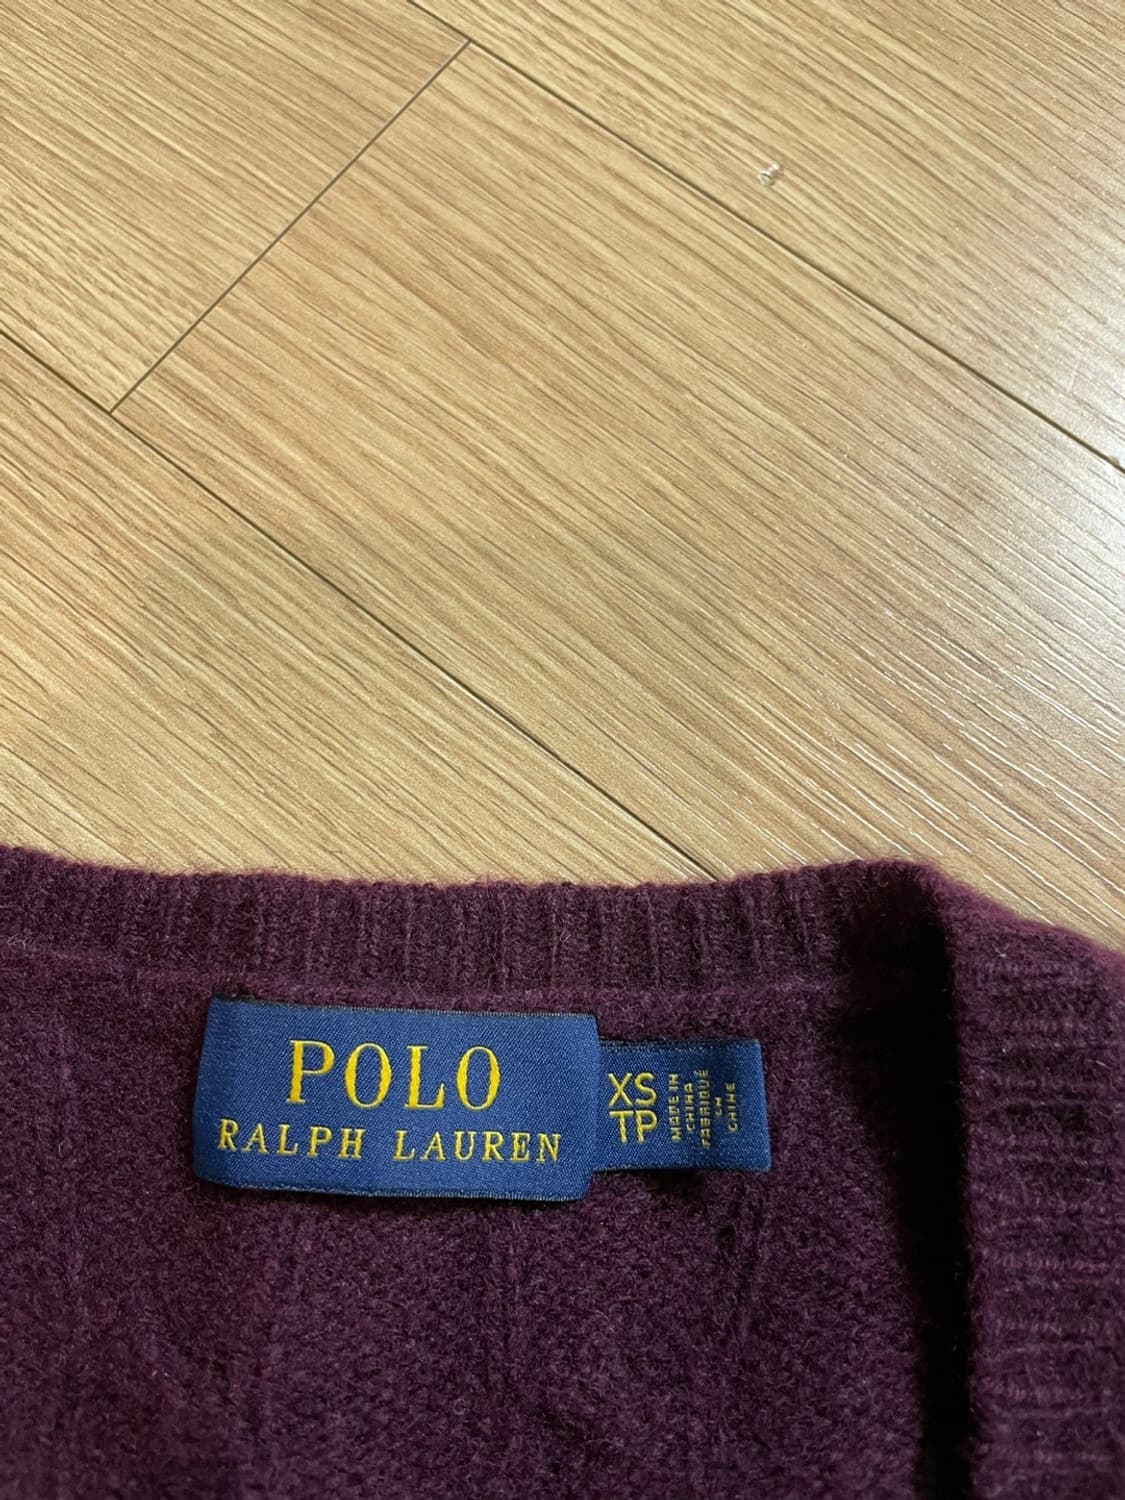 POLO
RALPH LAUREN
XS
TP
MADE IN
CHINA
FABRIQUÉ
EN
CHINE